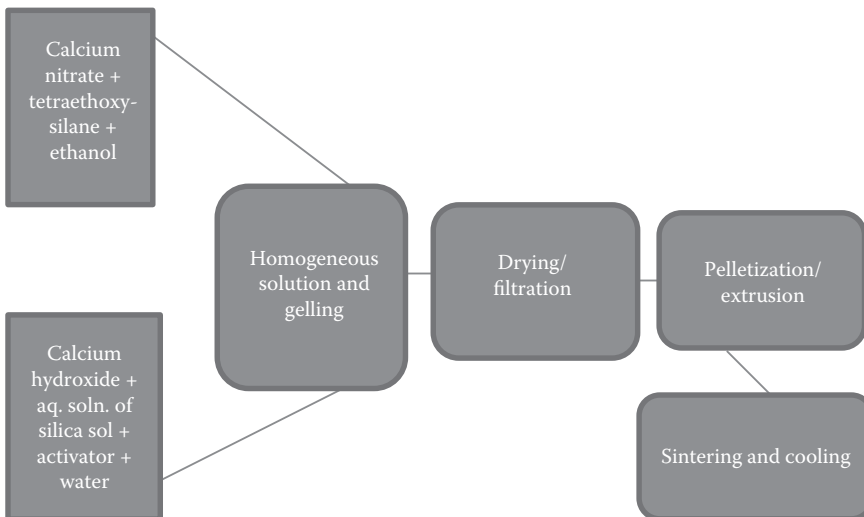 Calcium
nitrate +
tetraethoxy-
silane +
ethanol
Calcium
hydroxide +
aq. soln. of
silica sol +
activator +
water
Homogeneous
solution and
gelling
Drying/
filtration
Pelletization/
extrusion
Sintering and cooling